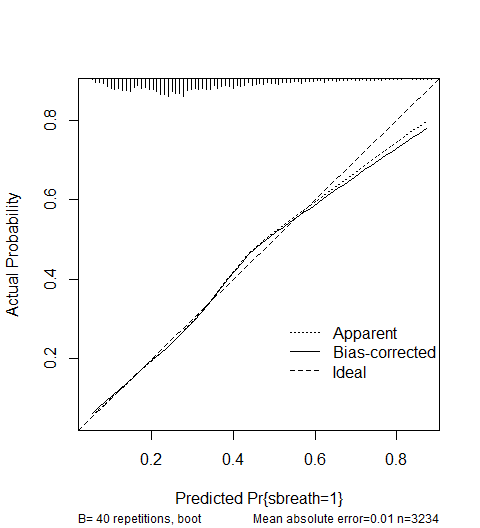 Actual Probability
0.8
0.6
0.4
0.2
Apparent
Bias-corrected
Ideal
0.2 0.4 0.6 0.8
Predicted Pr{sbreath=1}
B= 40 repetitions, boot Mean absolute error=0.01 n=3234